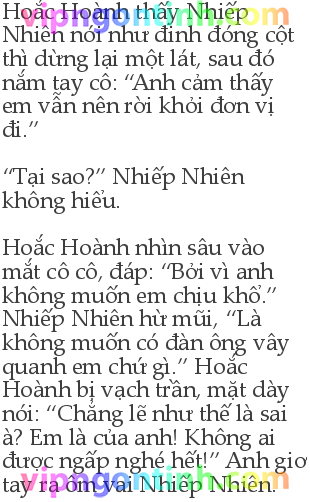 Hoắc Hoành thấy Nhiếp
vipngontinh.com
Nhiên nói như đinh đóng cột
thì dừng lại một lát, sau đó
nắm tay cô: “Anh cảm thấy
em vẫn nên rời khỏi đơn vị
đi.”
“Tại sao?” Nhiếp Nhiên
không hiểu.
Hoắc Hoành nhìn sâu vào
mắt cô cô, đáp: “Bởi vì anh
không muốn em chịu khổ.”
Nhiếp Nhiên hừ mũi, “Là
không muốn có đàn ông vây
quanh em chứ gì.” Hoắc
Hoành bị vạch trần, mặt dày
nói: “Chẳng lẽ như thế là sai
à? Em là của anh! Không ai
được ngấp nghé hết!” Anh giơ
tay ra ôm vai Nhiếp Nhiên.
vipngontinh.com